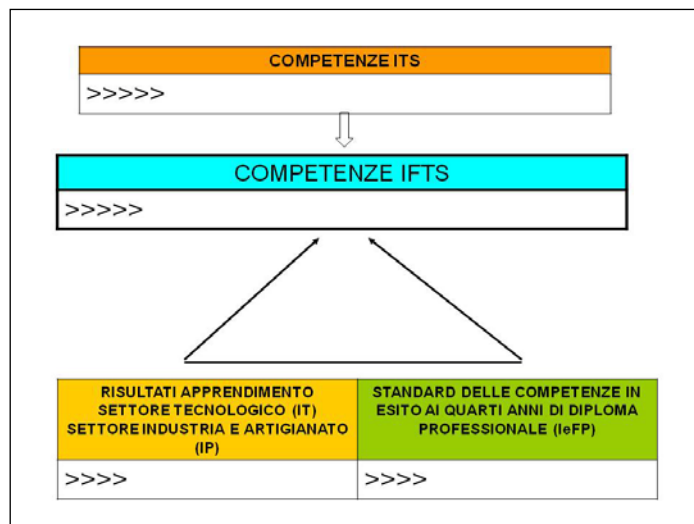 COMPETENZE ITS
>>>>>
COMPETENZE IFTS
>>>>>
RISULTATI APPRENDIMENTO
SETTORE TECNOLOGICO (IT)
SETTORE INDUSTRIA E ARTIGIANATO
(IP)
>>>>
STANDARD DELLE COMPETENZE IN
ESITO AI QUARTI ANNI DI DIPLOMA
PROFESSIONALE (IeFP)
>>>>